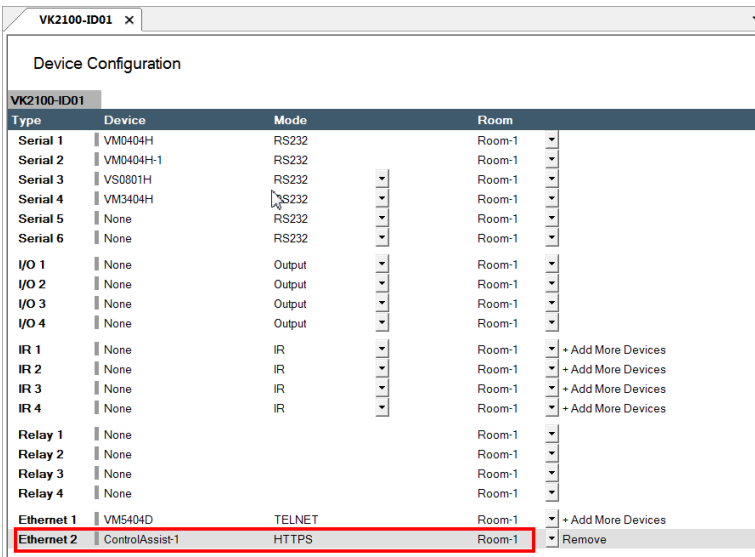 VK2100-ID01 ×
Device Configuration
VK2100-ID01
Type Device Mode Room
Serial 1 VM0404H RS232 Room-1
Serial 2 VM0404H-1 RS232 Room-1
Serial 3 VS0801H RS232 Room-1
Serial 4 VM3404H RS232 Room-1
Serial 5 None RS232 Room-1
Serial 6 None RS232 Room-1
I/O 1 None Output Room-1
I/O 2 None Output Room-1
I/O 3 None Output Room-1
I/O 4 None Output Room-1
IR 1 None IR Room-1 + Add More Devices
IR 2 None IR Room-1 + Add More Devices
IR 3 None IR Room-1 + Add More Devices
IR 4 None IR Room-1 + Add More Devices
Relay 1 None Room-1
Relay 2 None Room-1
Relay 3 None Room-1
Relay 4 None Room-1
Ethernet 1 VM5404D TELNET Room-1 + Add More Devices
Ethernet 2 ControlAssist-1 HTTPS Room-1 Remove